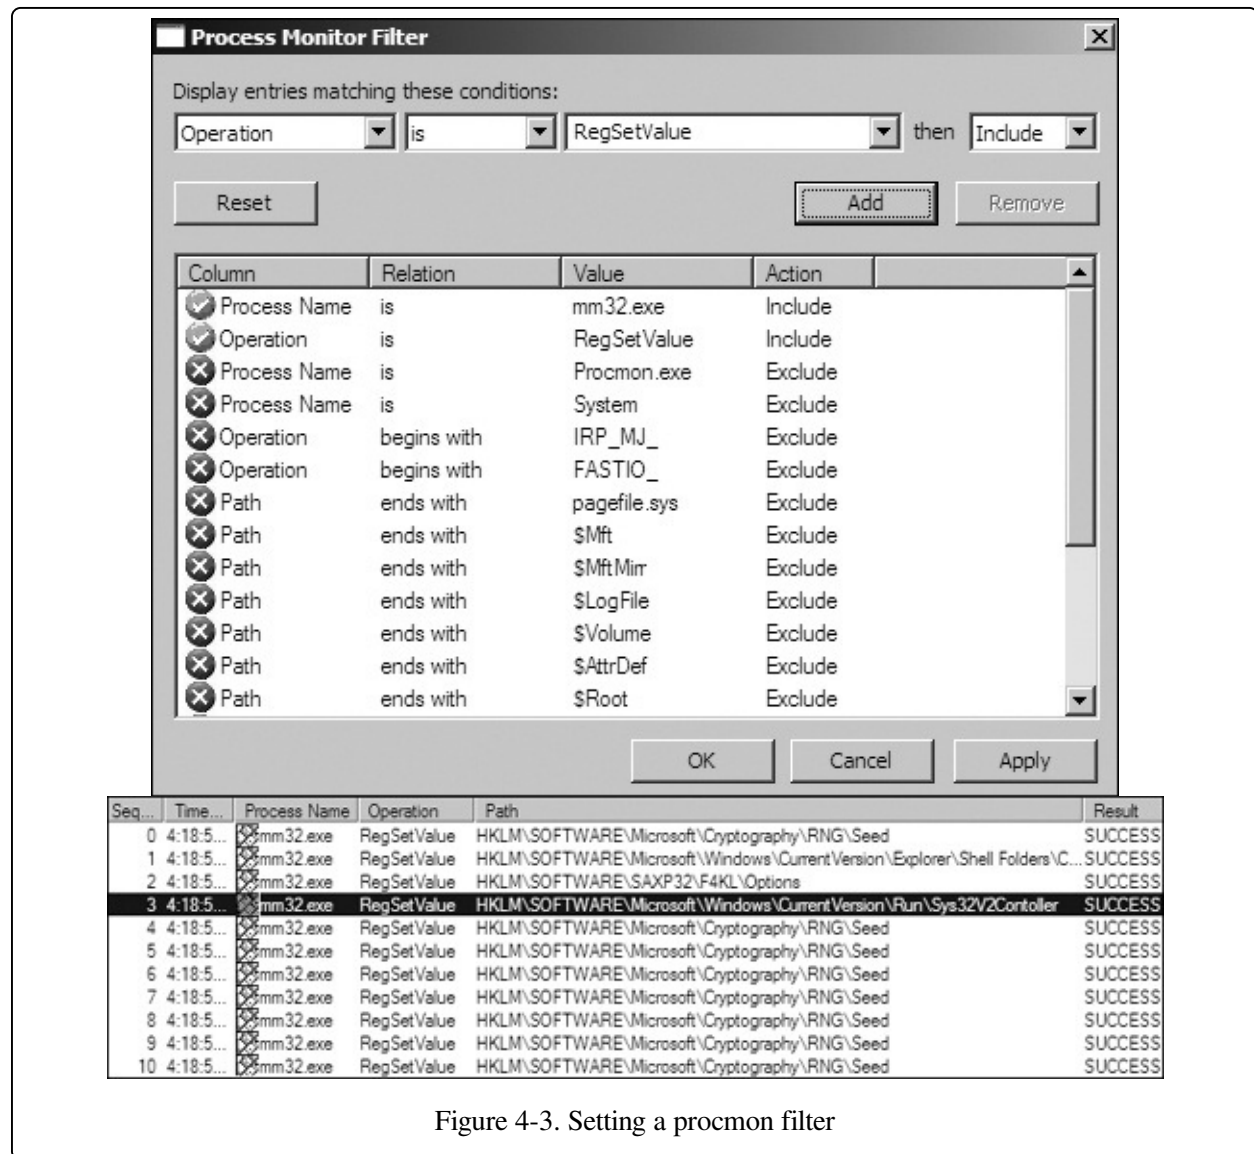 Process Monitor Filter
Display entries matching these conditions:
Operation is RegSetValue then Include
Reset Add Remove
Column Relation Value Action
Process Name is mm32.exe Include
Operation is RegSetValue Include
Process Name is Procmon.exe Exclude
Process Name is System Exclude
Operation begins with IRP_MJ_ Exclude
Operation begins with FASTIO_ Exclude
Path ends with pagefile.sys Exclude
Path ends with $Mft Exclude
Path ends with $MftMirr Exclude
Path ends with $LogFile Exclude
Path ends with $Volume Exclude
Path ends with $AttrDef Exclude
Path ends with $Root Exclude
OK Cancel Apply
Seq... Time... Process Name Operation Path Result
0 4:18:5... mm32.exe RegSetValue HKLM\SOFTWARE\Microsoft\Cryptography\RNG\Seed SUCCESS
1 4:18:5... mm32.exe RegSetValue HKLM\SOFTWARE\Microsoft\Windows\CurrentVersion\Explorer\Shell Folders\C... SUCCESS
2 4:18:5... mm32.exe RegSetValue HKLM\SOFTWARE\SAXP32\F4KL\Options SUCCESS
3 4:18:5... mm32.exe RegSetValue HKLM\SOFTWARE\Microsoft\Windows\CurrentVersion\Run\Sys32V2Contoller SUCCESS
4 4:18:5... mm32.exe RegSetValue HKLM\SOFTWARE\Microsoft\Cryptography\RNG\Seed SUCCESS
5 4:18:5... mm32.exe RegSetValue HKLM\SOFTWARE\Microsoft\Cryptography\RNG\Seed SUCCESS
6 4:18:5... mm32.exe RegSetValue HKLM\SOFTWARE\Microsoft\Cryptography\RNG\Seed SUCCESS
7 4:18:5... mm32.exe RegSetValue HKLM\SOFTWARE\Microsoft\Cryptography\RNG\Seed SUCCESS
8 4:18:5... mm32.exe RegSetValue HKLM\SOFTWARE\Microsoft\Cryptography\RNG\Seed SUCCESS
9 4:18:5... mm32.exe RegSetValue HKLM\SOFTWARE\Microsoft\Cryptography\RNG\Seed SUCCESS
10 4:18:5... mm32.exe RegSetValue HKLM\SOFTWARE\Microsoft\Cryptography\RNG\Seed SUCCESS
Figure 4-3. Setting a procmon filter